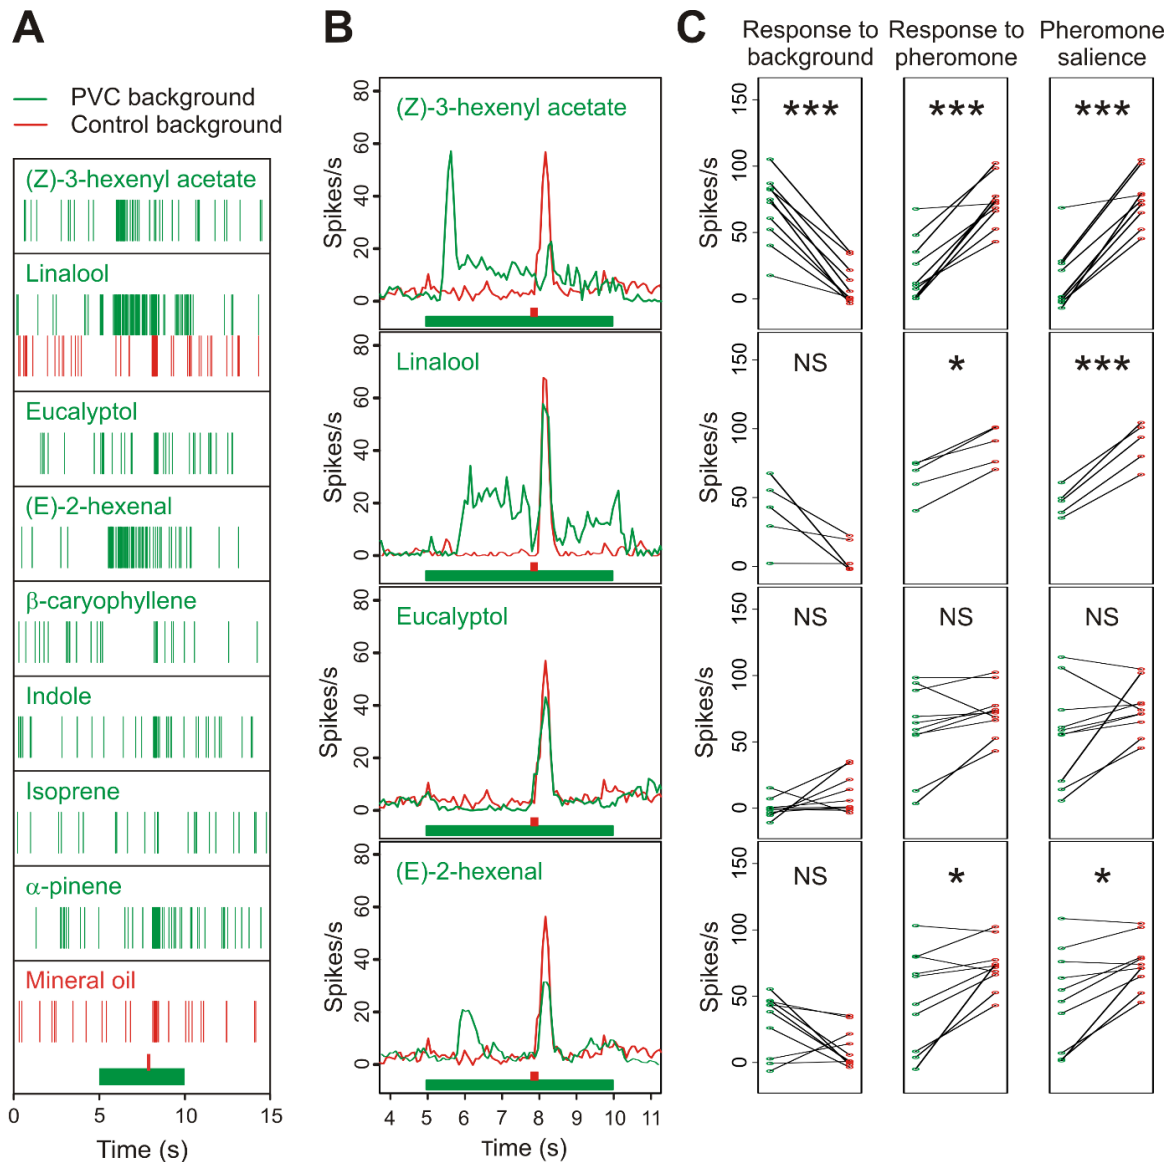 A
PVC background
Control background
(Z)-3-hexenyl acetate
Linalool
Eucalyptol
(E)-2-hexenal
β-caryophyllene
Indole
Isoprene
α-pinene
Mineral oil
0 5 10 15
Time (s)
B
(Z)-3-hexenyl acetate
Spikes/s
0 20 40 60 80
Linalool
Spikes/s
0 20 40 60 80
Eucalyptol
Spikes/s
0 20 40 60 80
(E)-2-hexenal
Spikes/s
0 20 40 60 80
4 5 6 7 8 9 10 11
Time (s)
C
Response to
background
Response to
pheromone
Pheromone
salience
Spikes/s
0 50 100 150
*** *** ***
Spikes/s
0 50 100 150
NS * ***
Spikes/s
0 50 100 150
NS NS NS
Spikes/s
0 50 100 150
NS * *